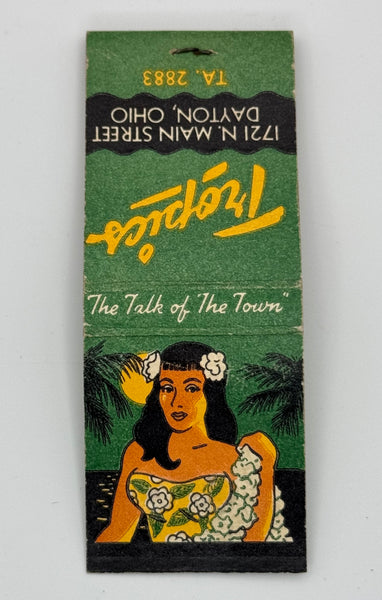 Tropics
1721 N. MAIN STREET
DAYTON, OHIO
TA. 2883
The Talk of The Town"